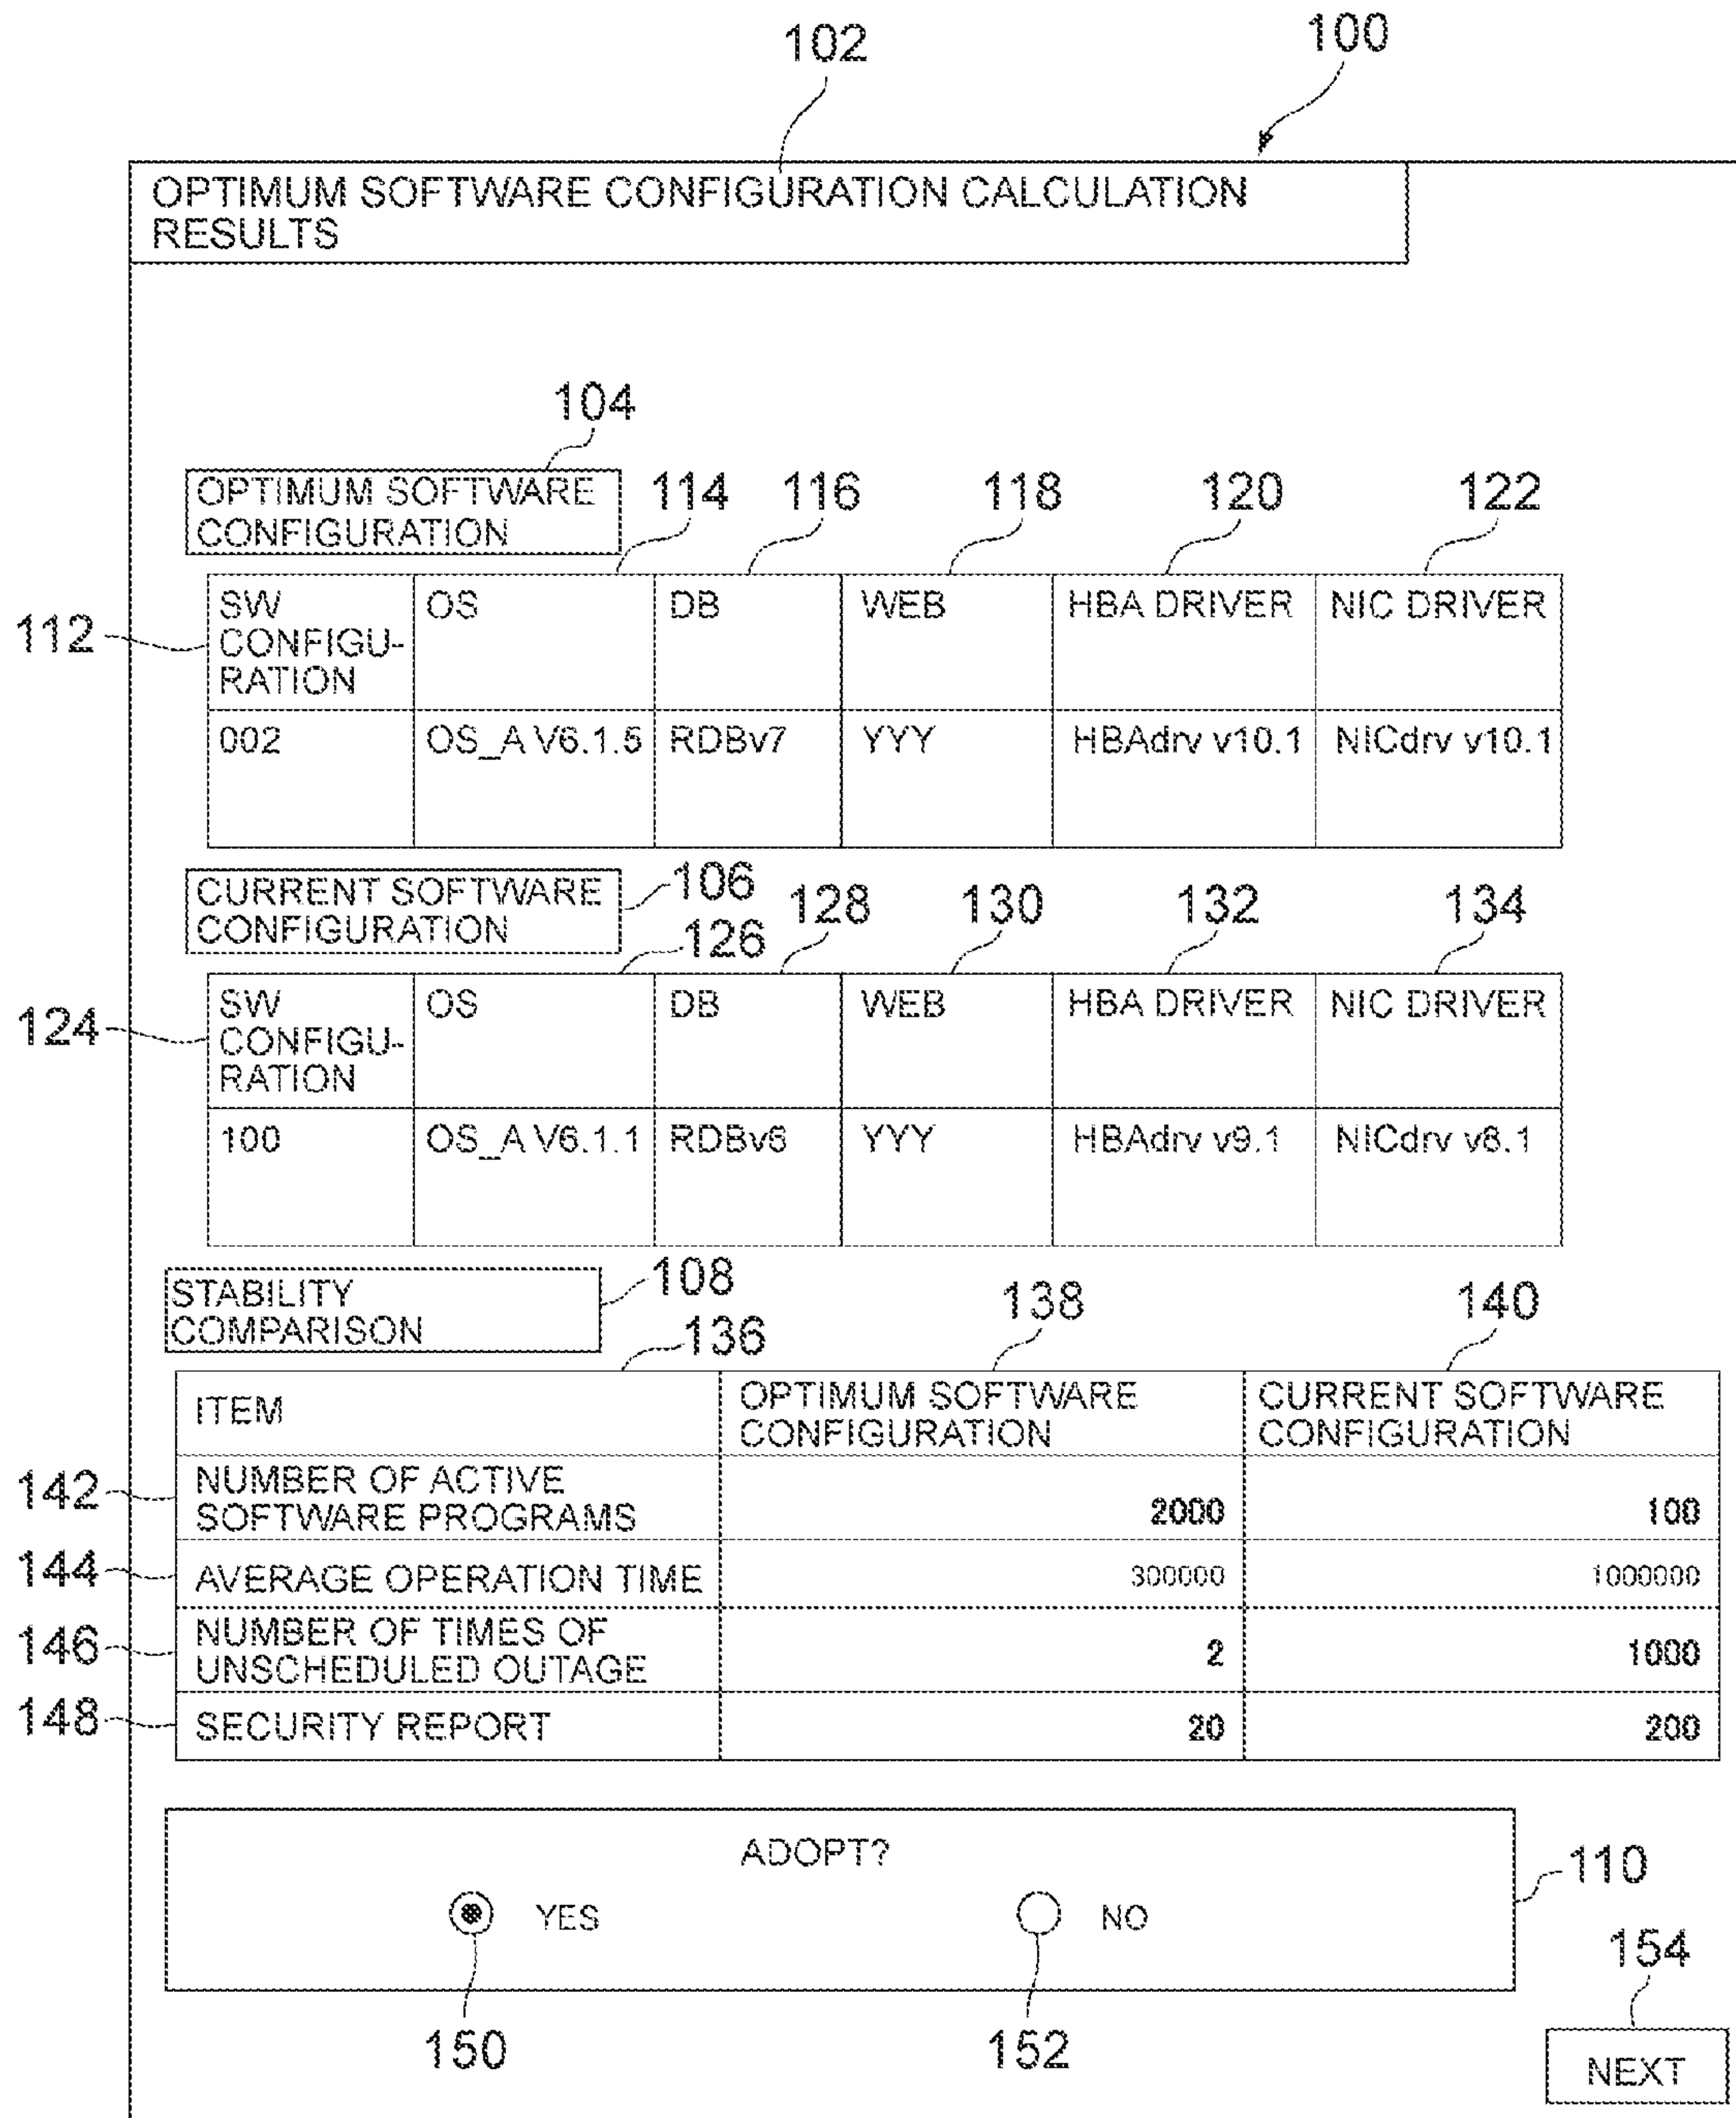 102
100
OPTIMUM SOFTWARE CONFIGURATION CALCULATION
RESULTS
104
OPTIMUM SOFTWARE
CONFIGURATION
114 116 118 120 122
112
SW CONFIGU-RATION OS DB WEB HBA DRIVER NIC DRIVER
002 OS_A V6.1.5 RDBv7 YYY HBAdrv v10.1 NICdrv v10.1
CURRENT SOFTWARE
CONFIGURATION
106
126 128 130 132 134
124
SW CONFIGU-RATION OS DB WEB HBA DRIVER NIC DRIVER
100 OS_A V6.1.1 RDBv6 YYY HBAdrv v9.1 NICdrv v8.1
STABILITY
COMPARISON
108
136 138 140
ITEM
OPTIMUM SOFTWARE
CONFIGURATION
CURRENT SOFTWARE
CONFIGURATION
142
NUMBER OF ACTIVE
SOFTWARE PROGRAMS 2000 100
144 AVERAGE OPERATION TIME 300000 1000000
146
NUMBER OF TIMES OF
UNSCHEDULED OUTAGE 2 1000
148 SECURITY REPORT 20 200
ADOPT?
YES NO
110
150 152
154
NEXT